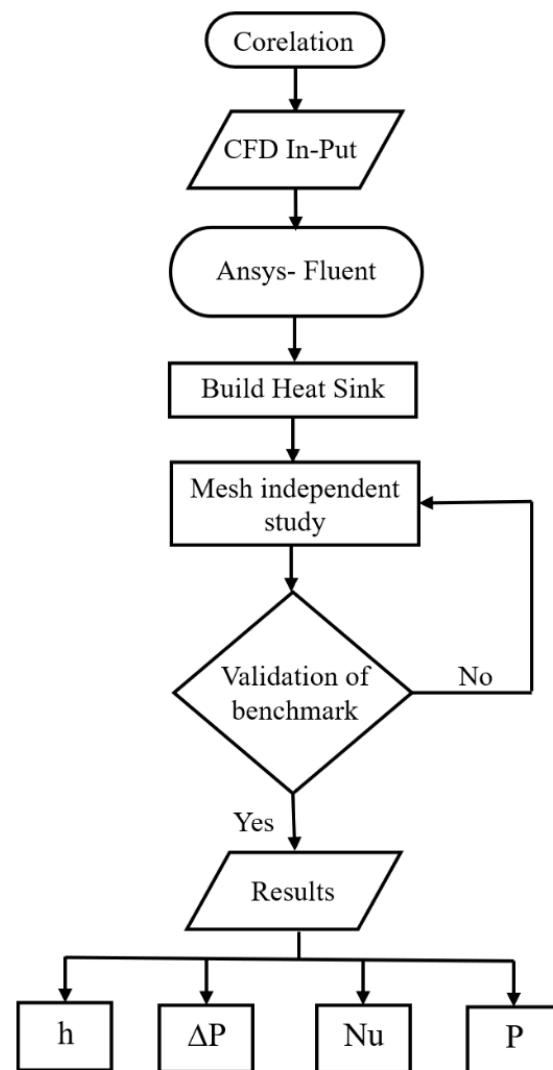 Corelation
CFD In-Put
Ansys- Fluent
Build Heat Sink
Mesh independent
study
Validation of
benchmark
No
Yes
Results
h
ΔP
Nu
P